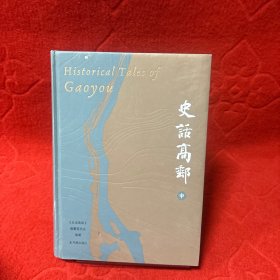 Historical Tales of
Gaoyou
史話高郵
中